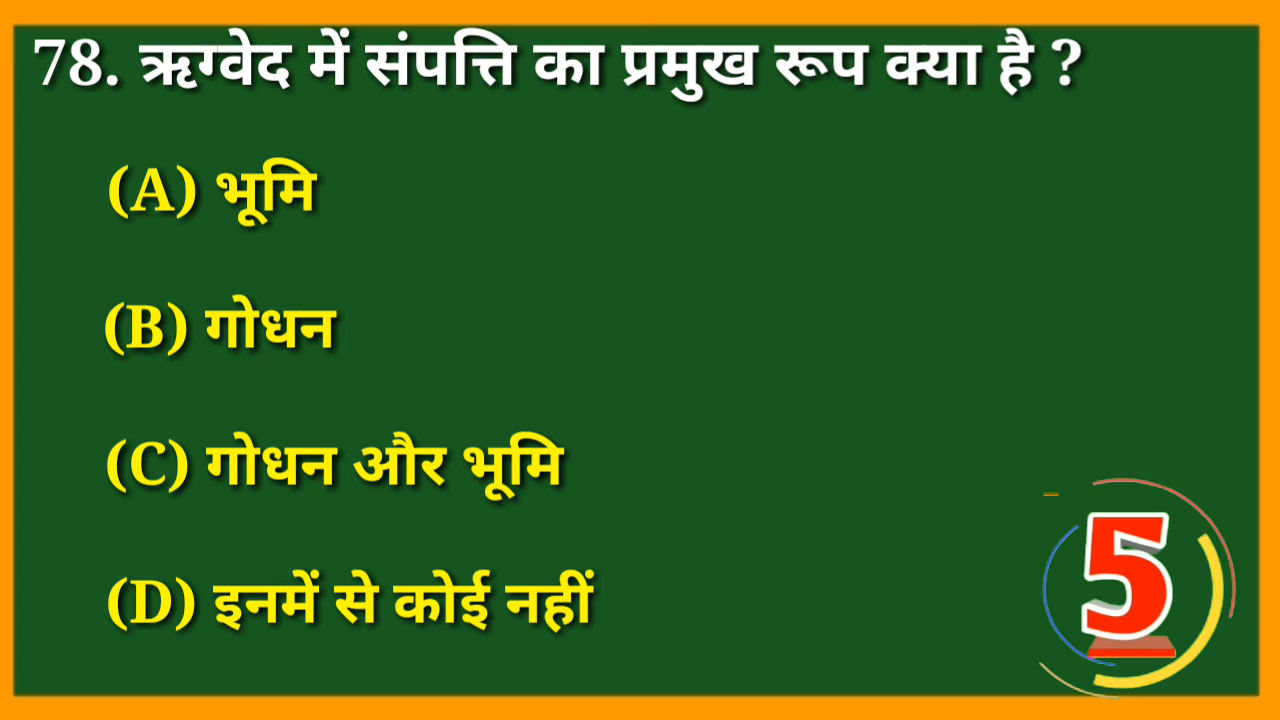 78. ऋग्वेद में संपत्ति का प्रमुख रूप क्या है ?
(A) भूमि
(B) गोधन
(C) गोधन और भूमि
(D) इनमें से कोई नहीं
5